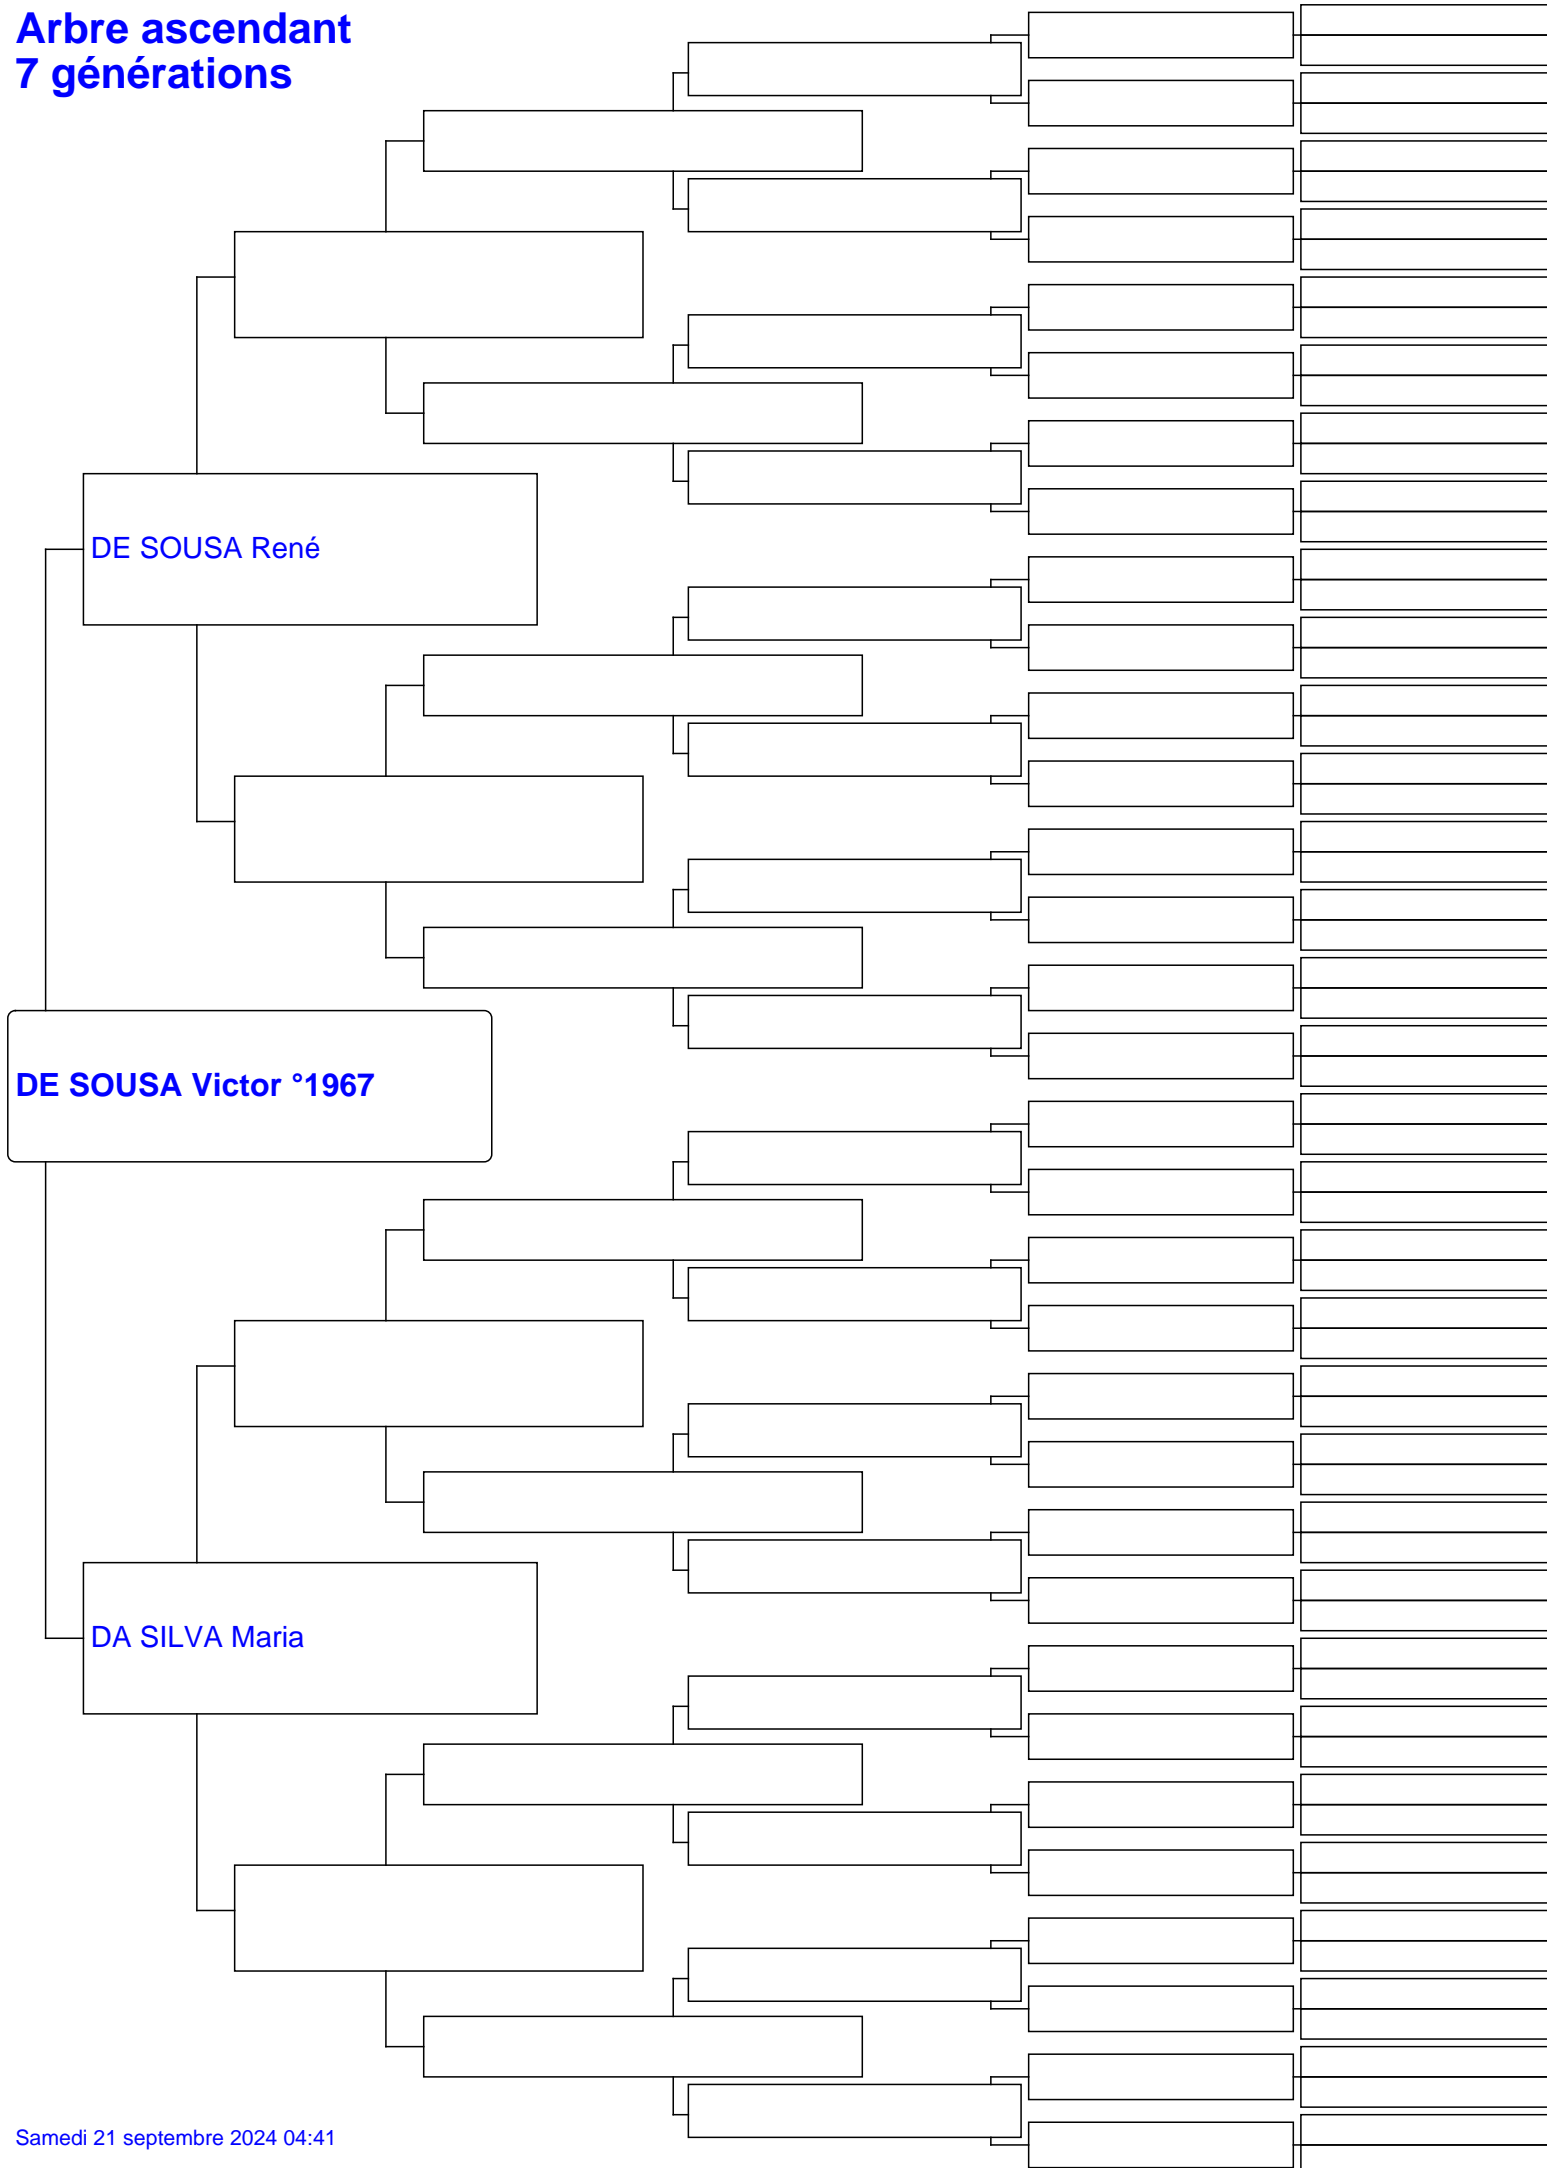 Arbre ascendant
7 générations
DE SOUSA René
DE SOUSA Victor °1967
DA SILVA Maria
Samedi 21 septembre 2024 04:41